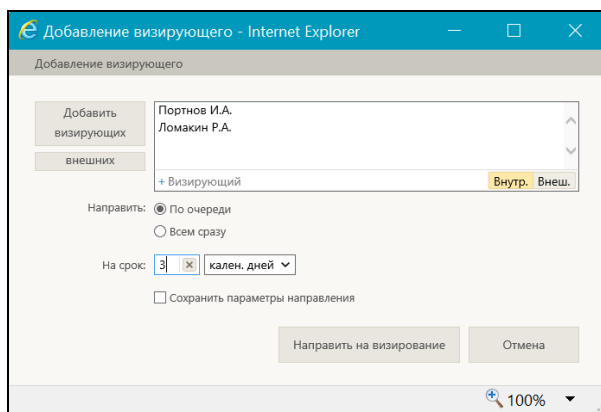 Добавление визирующего - Internet Explorer
Добавление визирующего
Добавить визирующих
внешних
Портнов И.А.
Ломакин Р.А.
+ Визирующий
Внутр. Внеш.
Направить: По очереди
Всем сразу
На срок: 3 кален. дней
Сохранить параметры направления
Направить на визирование Отмена
100%